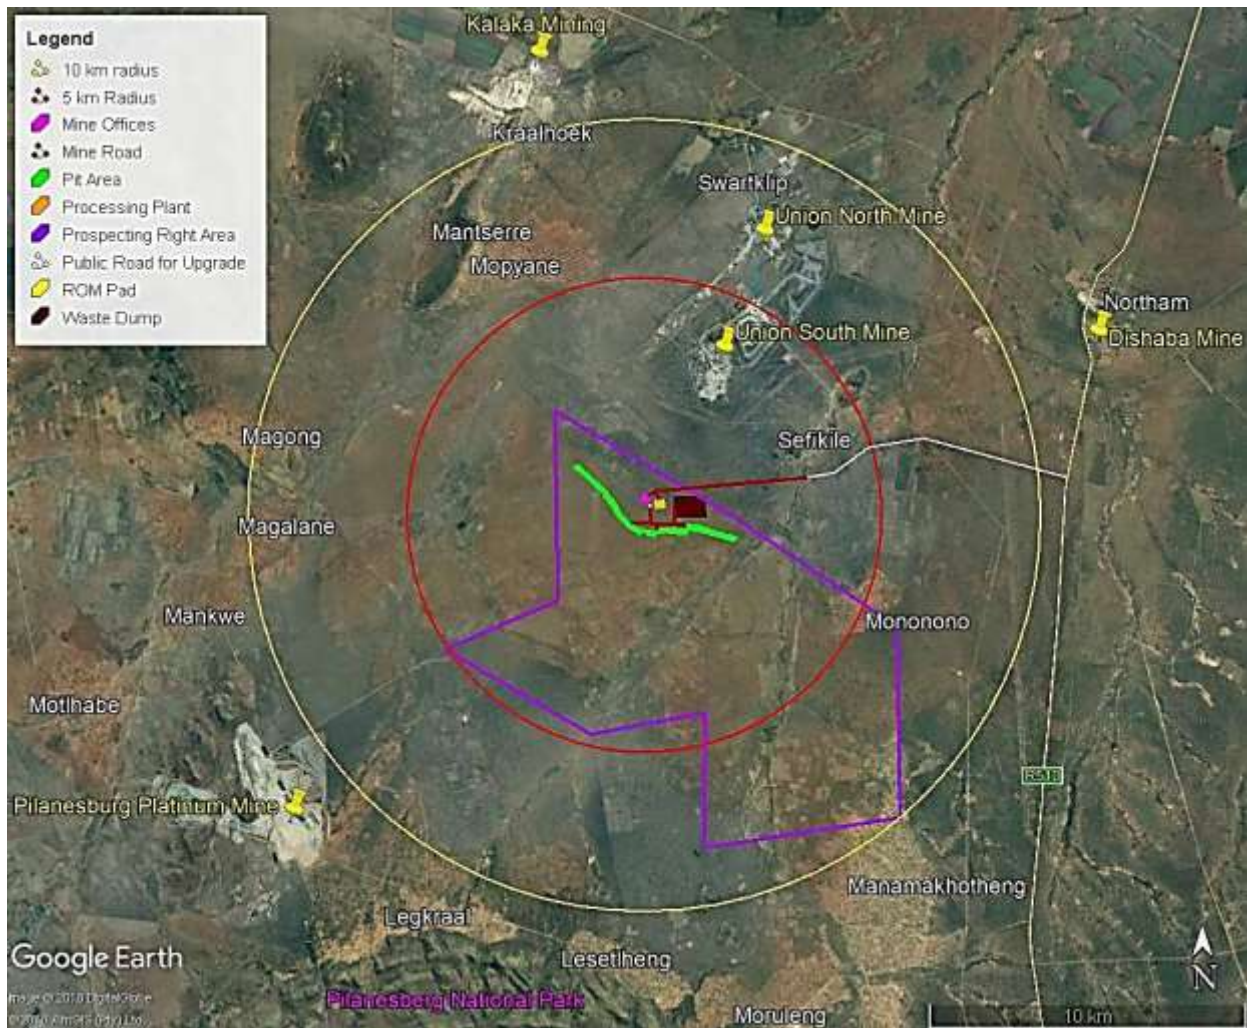 Legend
10 km radius
5 km Radius
Mine Offices
Mine Road
Pit Area
Processing Plant
Prospecting Right Area
Public Road for Upgrade
ROM Pad
Waste Dump
Kalaka Mining
Kraalhoek
Swartklip
Union North Mine
Mantserre
Mopyane
Northam
Union South Mine
Dishaba Mine
Magong
Sefikile
Magalane
Mankwe
Mononono
Motlhabe
R510
Pilanesburg Platinum Mine
Manamakhotheng
Legkraal
Google Earth
Lesetlheng
N
Image © 2018 DigitalGlobe
Pilanesberg National Park
Moruleng
10 km